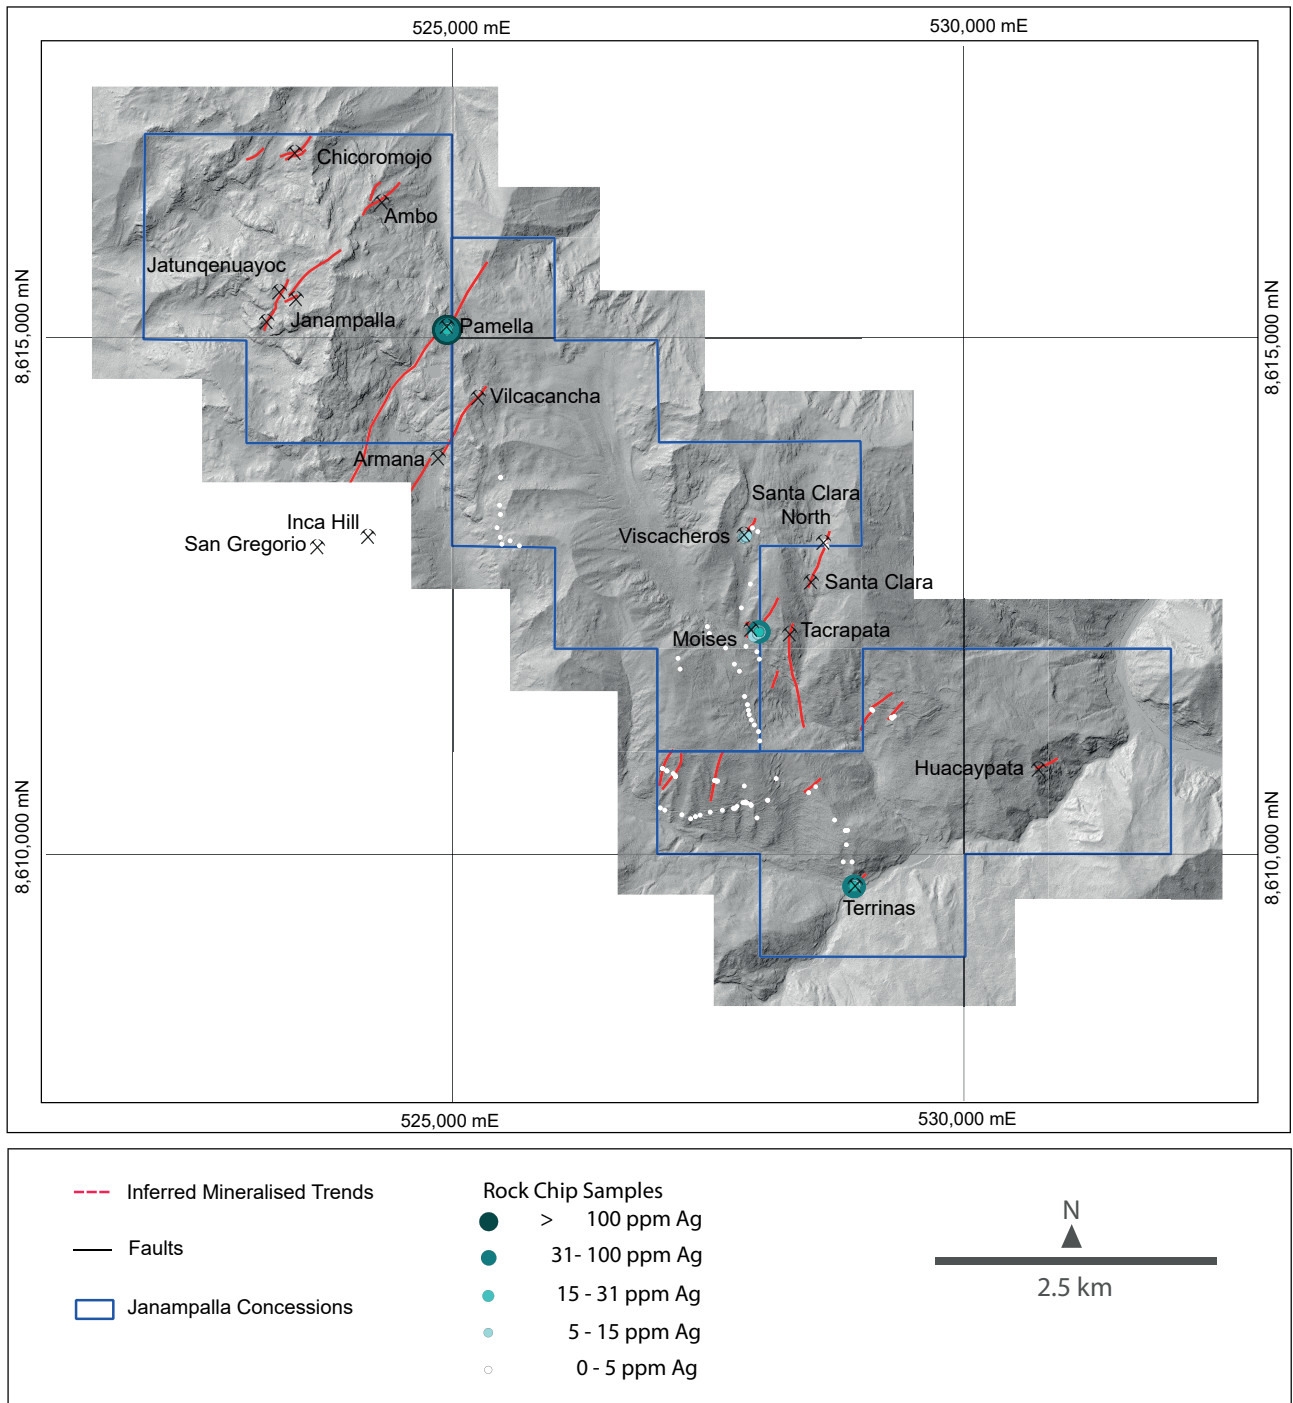 525,000 mE
530,000 mE
8,615,000 mN
8,615,000 mN
8,610,000 mN
8,610,000 mN
Chicoromojo
Ambo
Jatunqenuayoc
Janampalla
Pamella
Vilcacancha
Armana
Inca Hill
San Gregorio
Santa Clara
North
Viscacheros
Santa Clara
Moises
Tacrapata
Huacaypata
Terrinas
525,000 mE
530,000 mE
Inferred Mineralised Trends
Faults
Janampalla Concessions
Rock Chip Samples
> 100 ppm Ag
31- 100 ppm Ag
15 - 31 ppm Ag
5 - 15 ppm Ag
0 - 5 ppm Ag
N
2.5 km